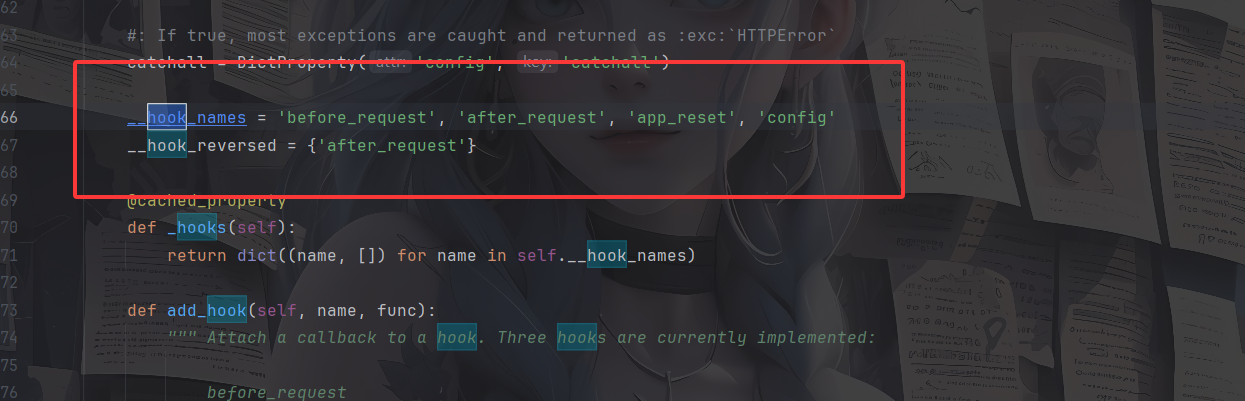 62
63 #: If true, most exceptions are caught and returned as :exc:`HTTPError`
64 catchall = DictProperty( attr: 'config', key: 'catchall')
65
66 __hook_names = 'before_request', 'after_request', 'app_reset', 'config'
67 __hook_reversed = {'after_request'}
68
69 @cached_property
70 def _hooks(self):
71 return dict((name, []) for name in self.__hook_names)
72
73 def add_hook(self, name, func):
74 """ Attach a callback to a hook. Three hooks are currently implemented:
75
76 before_request